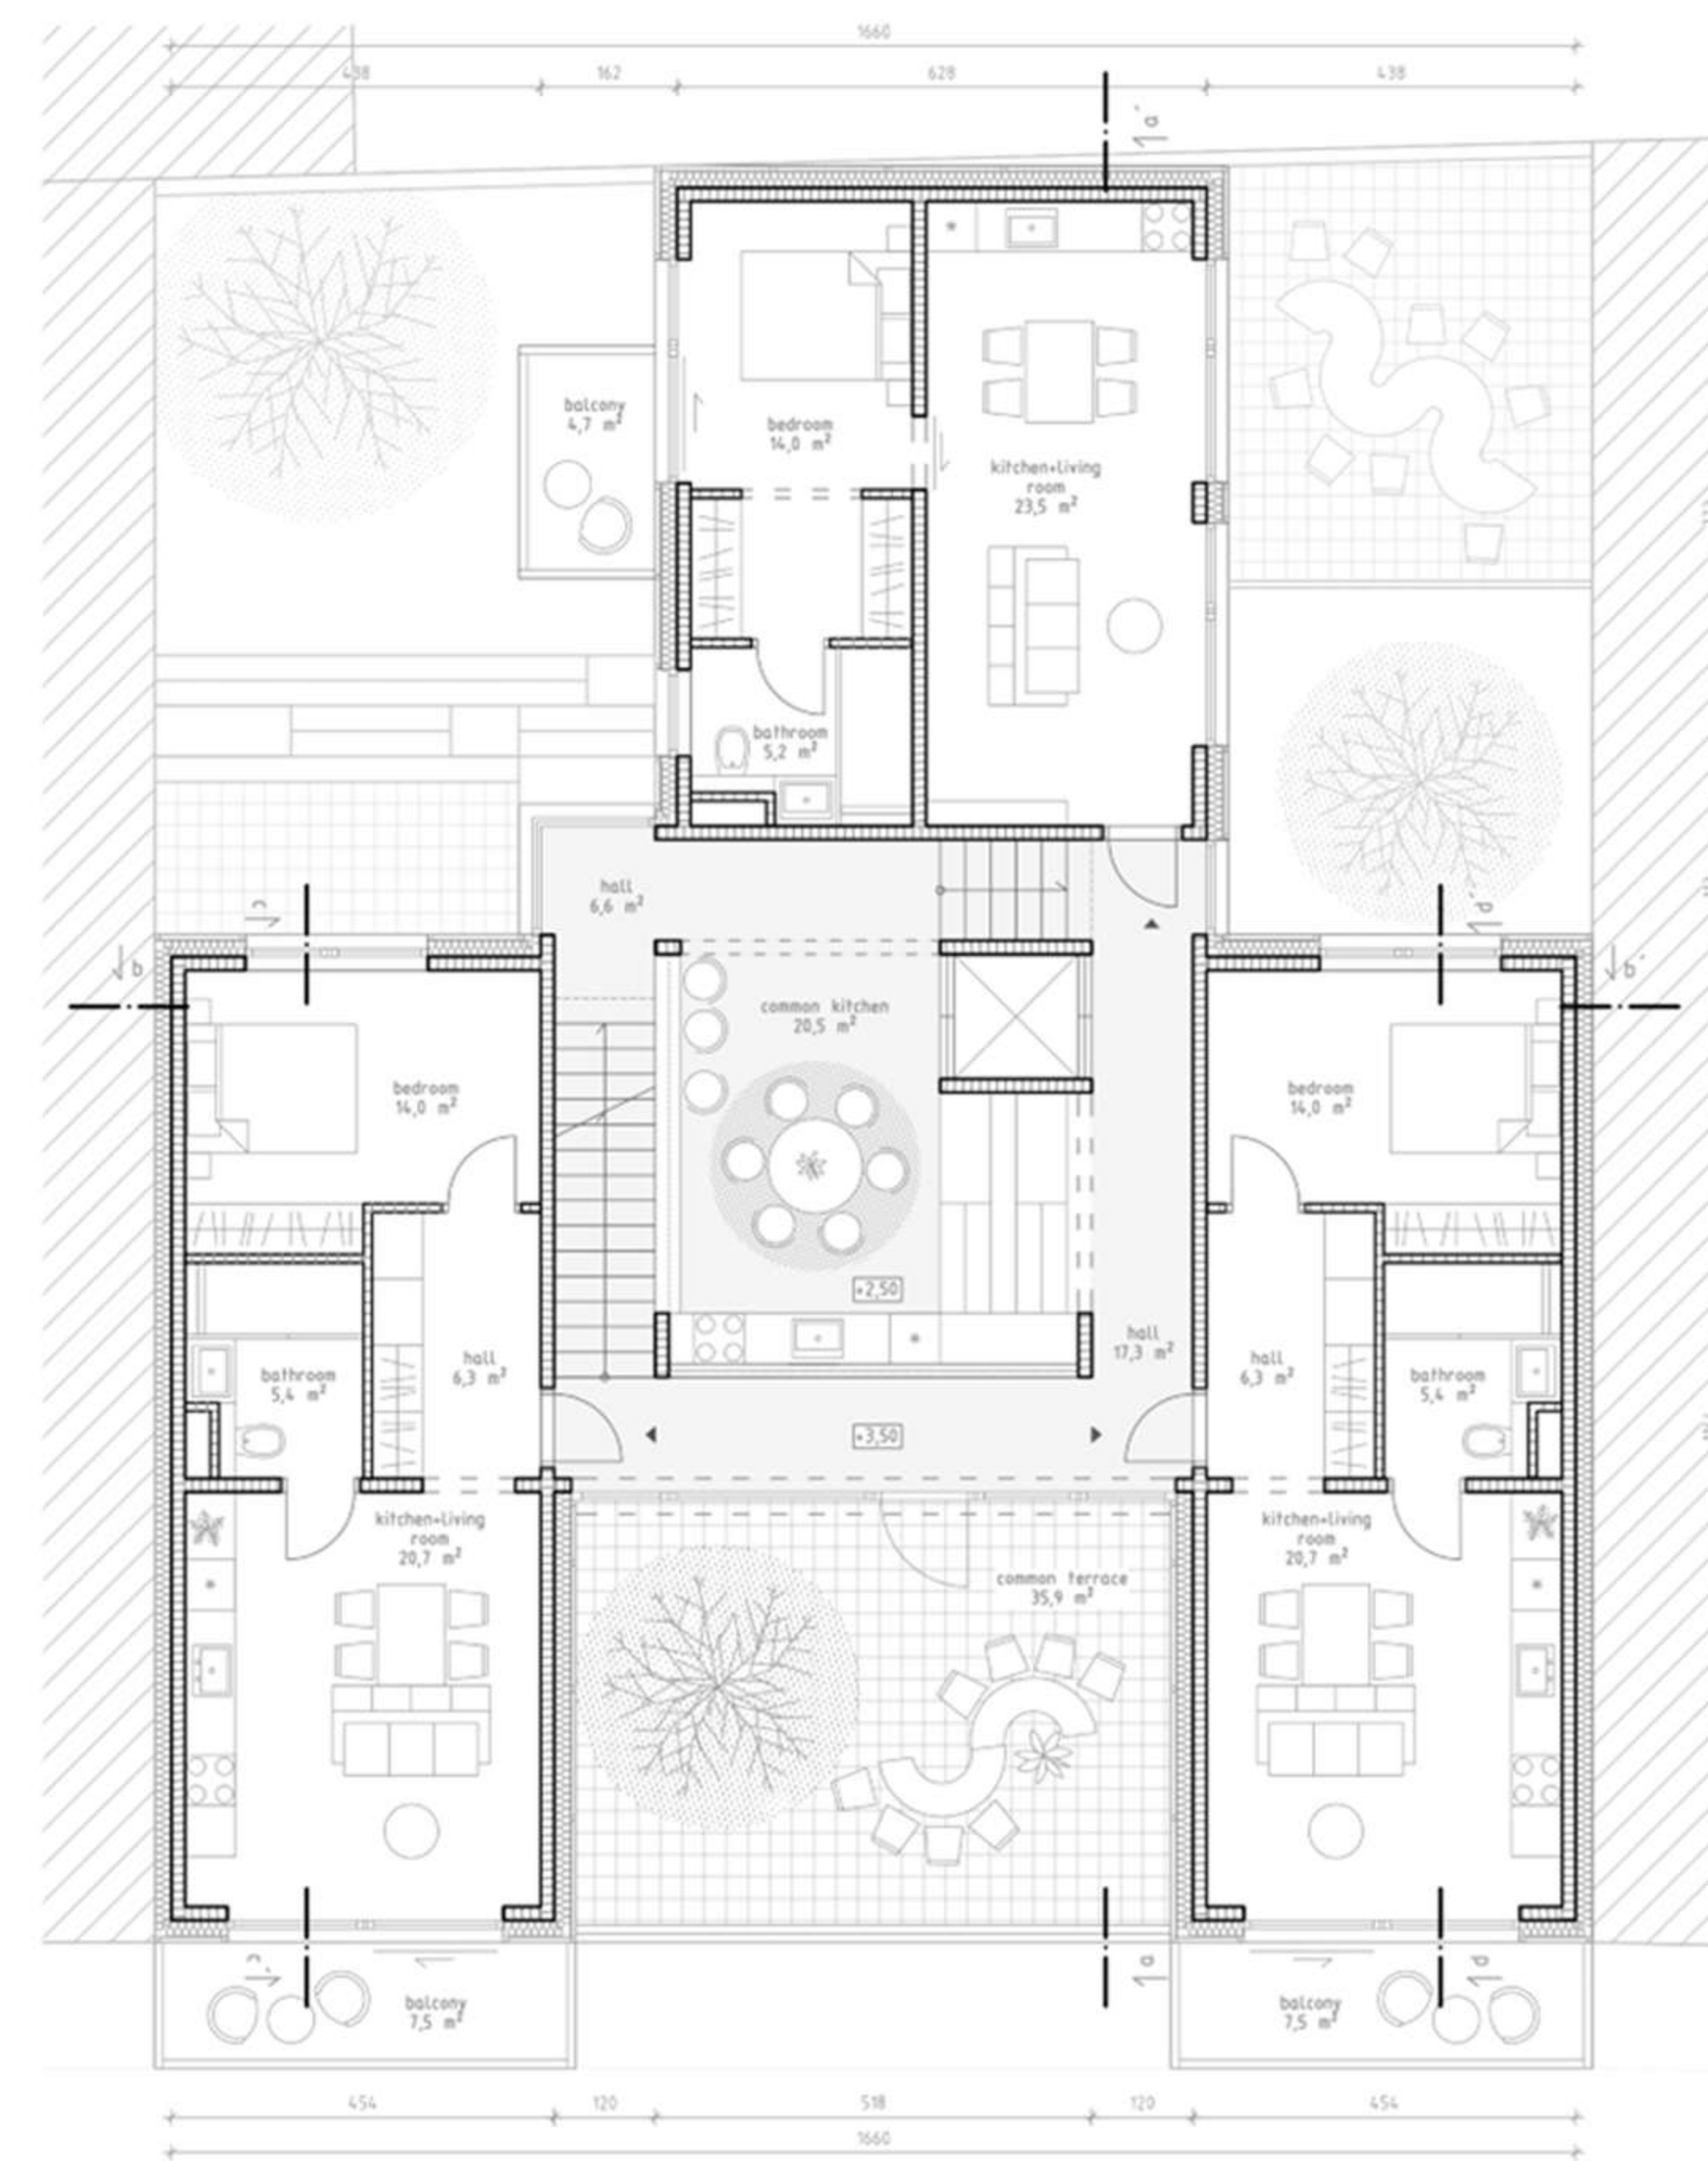 1660
438 162 628 438
a'
balcony
4,7 m²
bedroom
14,0 m²
kitchen+living
room
23,5 m²
bathroom
5,2 m²
hall
6,6 m²
c
d'
b
b'
common kitchen
20,5 m²
bedroom
14,0 m²
bedroom
14,0 m²
+2,50
hall
17,3 m²
bathroom
5,4 m²
hall
6,3 m²
hall
6,3 m²
bathroom
5,4 m²
+3,50
kitchen+living
room
20,7 m²
kitchen+living
room
20,7 m²
common terrace
35,9 m²
c'
a
d
balcony
7,5 m²
balcony
7,5 m²
454 120 518 120 454
1660